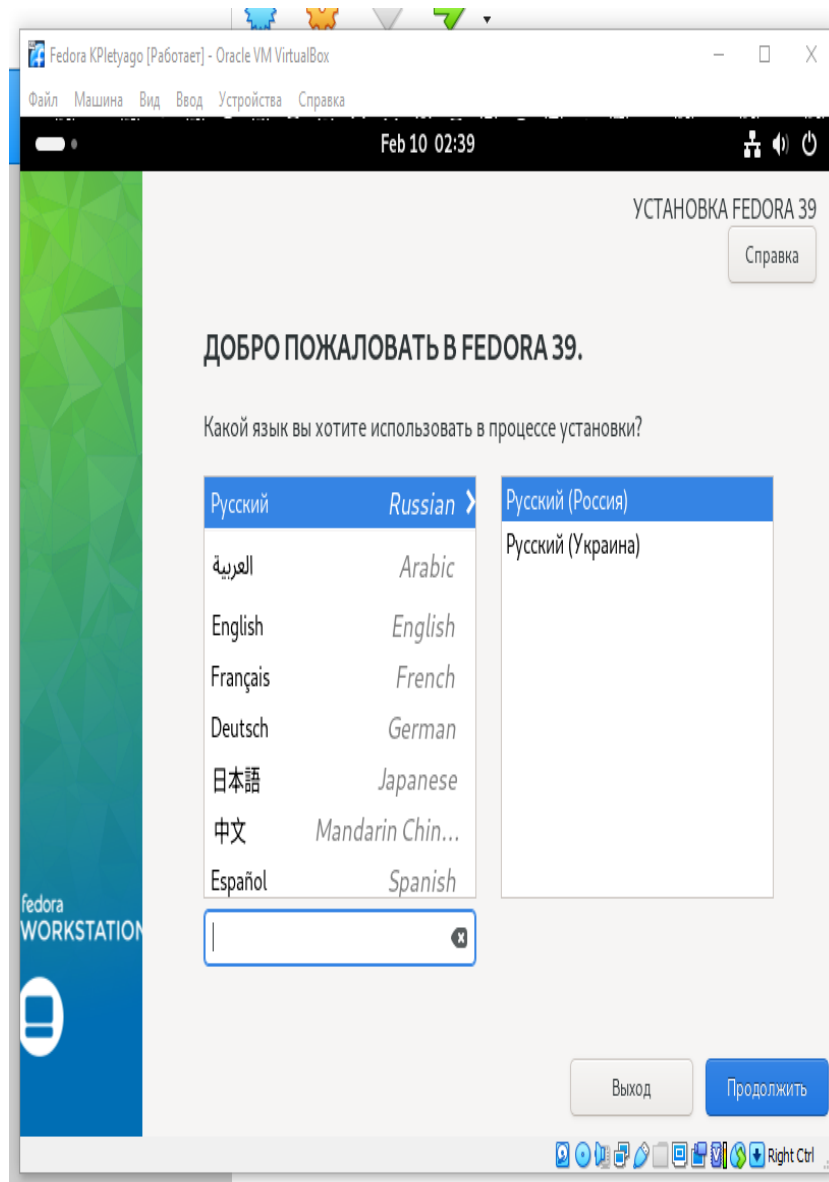 Fedora KPletyago [Работает] - Oracle VM VirtualBox
Файл Машина Вид Ввод Устройства Справка
Feb 10 02:39
УСТАНОВКА FEDORA 39
Справка
ДОБРО ПОЖАЛОВАТЬ В FEDORA 39.
Какой язык вы хотите использовать в процессе установки?
Русский Russian
العربية Arabic
English English
Français French
Deutsch German
日本語 Japanese
中文 Mandarin Chin...
Español Spanish
Русский (Россия)
Русский (Украина)
fedora
WORKSTATION
Выход
Продолжить
Right Ctrl